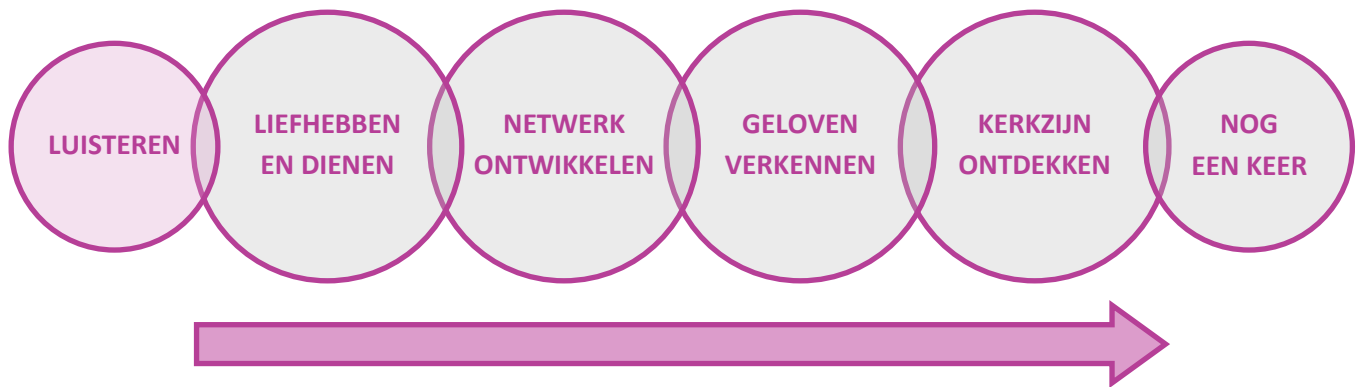 LUISTEREN
LIEFHEBBEN
EN DIENEN
NETWERK
ONTWIKKELEN
GELOVEN
VERKENNEN
KERKZIJN
ONTDEKKEN
NOG
EEN KEER